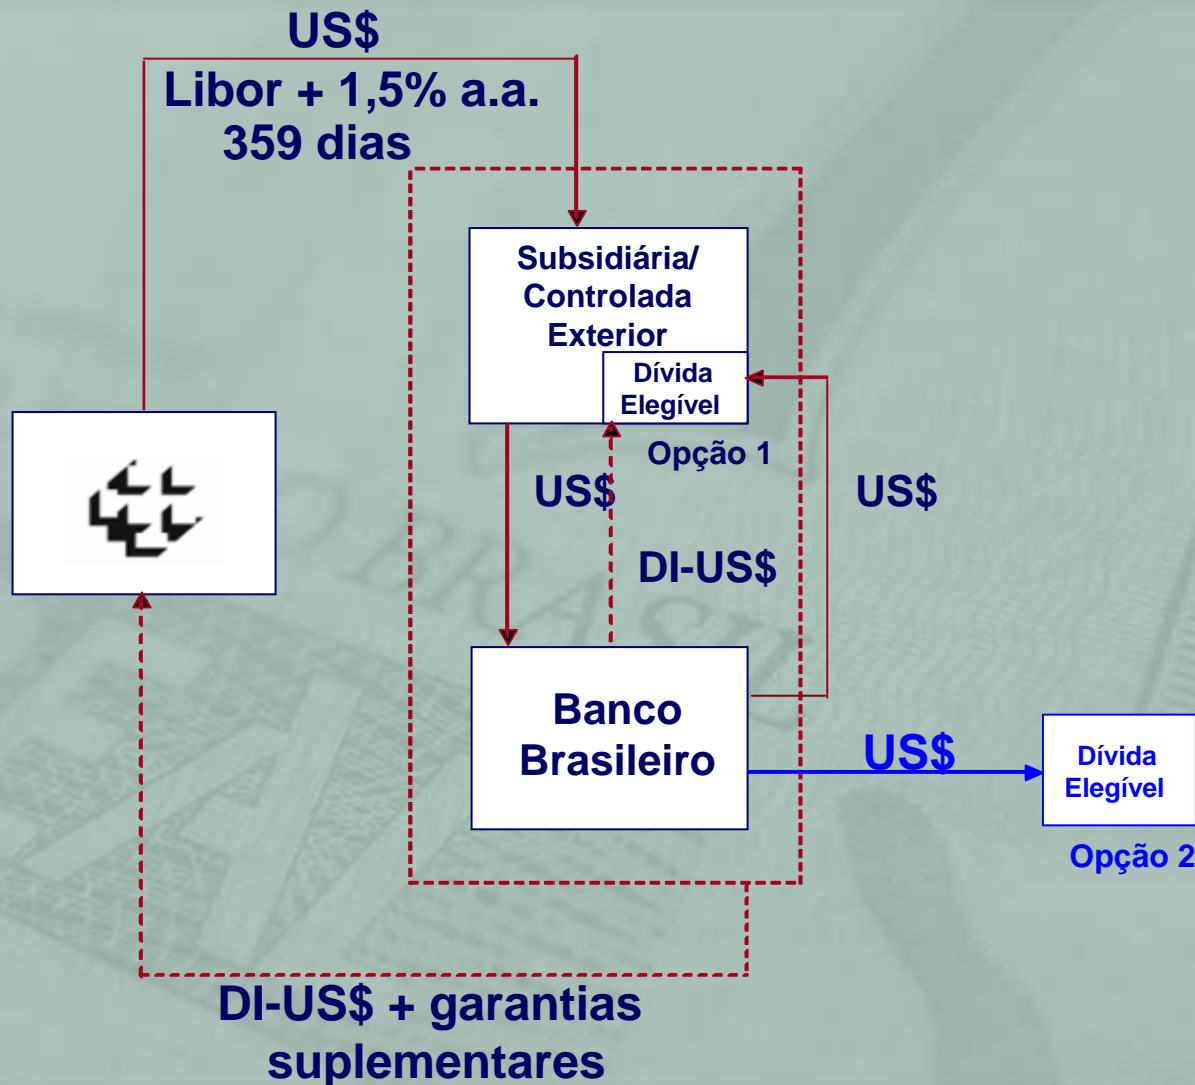 US$
Libor + 1,5% a.a.
359 dias
Subsidiária/
Controlada
Exterior
Dívida
Elegível
Opção 1
US$
US$
DI-US$
Banco
Brasileiro
US$
Dívida
Elegível
Opção 2
DI-US$ + garantias
suplementares
O BRASIL